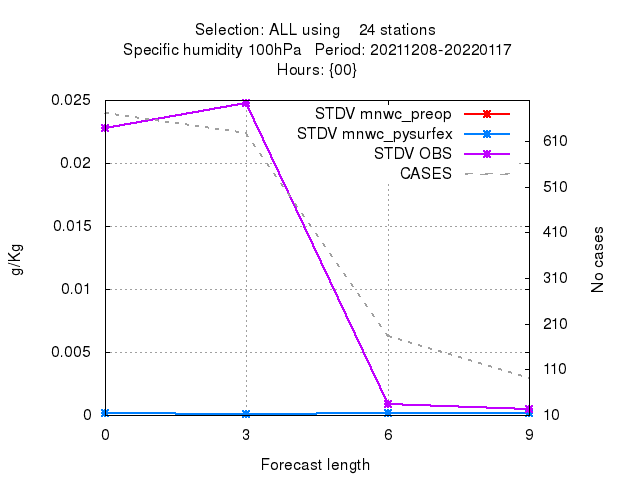 Selection: ALL using    24 stations
Specific humidity 100hPa   Period: 20211208-20220117
Hours: {00}
STDV mnwc_preop
STDV mnwc_pysurfex
STDV OBS
CASES
0.025
0.02
0.015
0.01
0.005
0
610
510
410
310
210
110
10
g/Kg
No cases
0 3 6 9
Forecast length